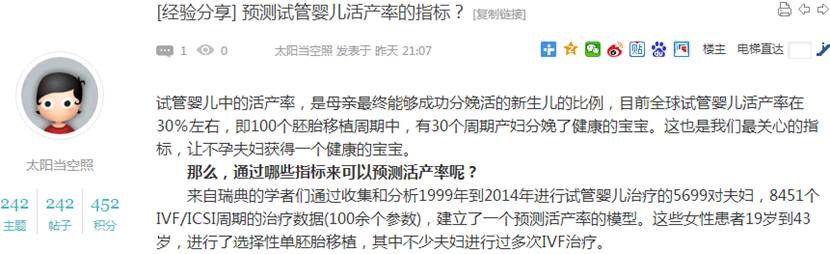 [经验分享] 预测试管婴儿活产率的指标？ [复制链接]
1 0 太阳当空照 发表于 昨天 21:07 贴 楼主 电梯直达
试管婴儿中的活产率，是母亲最终能够成功分娩活的新生儿的比例，目前全球试管婴儿活产率在
30%左右，即100个胚胎移植周期中，有30个周期产妇分娩了健康的宝宝。这也是我们最关心的指
标，让不孕夫妇获得一个健康的宝宝。
太阳当空照
那么，通过哪些指标来可以预测活产率呢？
242 242 452
主题 帖子 积分
来自瑞典的学者们通过收集和分析1999年到2014年进行试管婴儿治疗的5699对夫妇，8451个
IVF/ICSI周期的治疗数据(100余个参数)，建立了一个预测活产率的模型。这些女性患者19岁到43
岁，进行了选择性单胚胎移植，其中不少夫妇进行过多次IVF治疗。